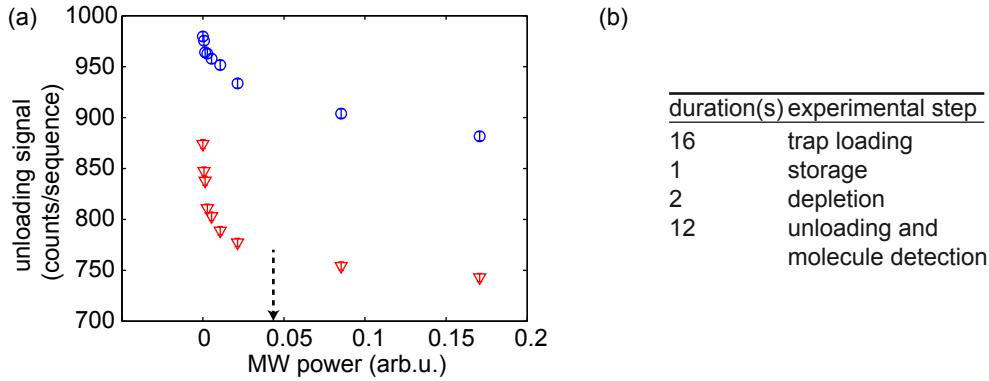 (a)
1000
950
900
850
800
750
700
unloading signal
(counts/sequence)
0
0.05
0.1
0.15
0.2
MW power (arb.u.)
(b)
duration(s) experimental step
16 trap loading
1 storage
2 depletion
12 unloading and
molecule detection